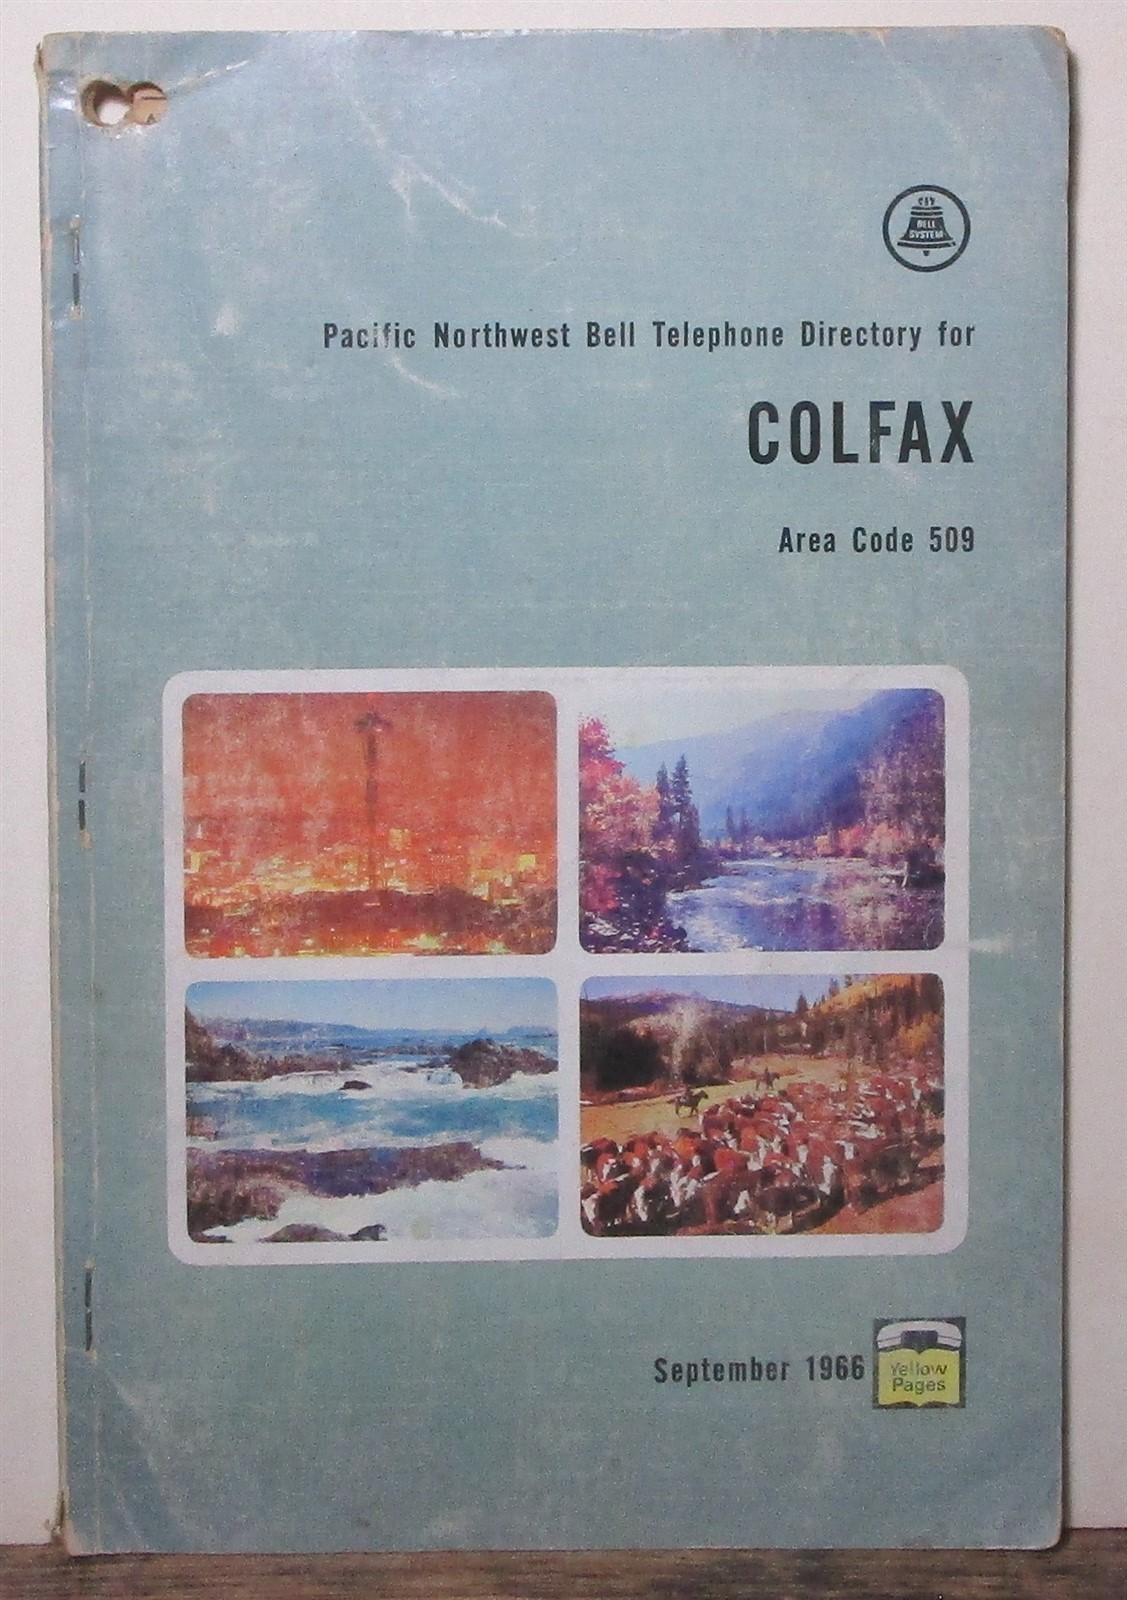 BELL
SYSTEM
Pacific Northwest Bell Telephone Directory for
COLFAX
Area Code 509
September 1966
Yellow
Pages